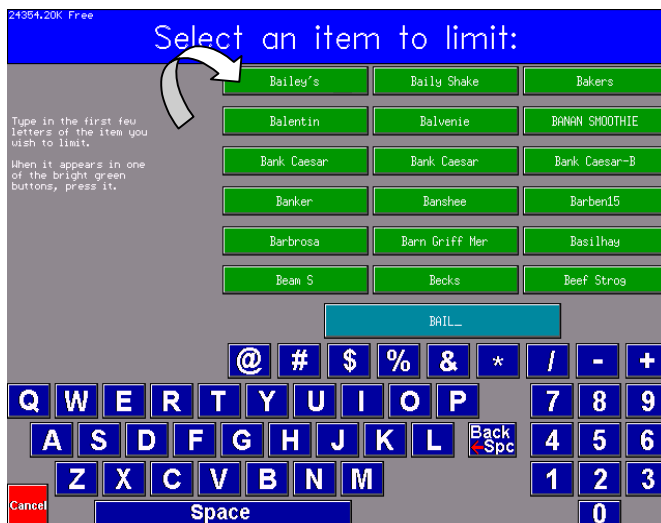 24354.20K Free
Select an item to limit:
Bailey's Baily Shake Bakers
Type in the first few
letters of the item you
wish to limit.
When it appears in one
of the bright green
buttons, press it.
Balentin Balvenie BANAN SMOOTHIE
Bank Caesar Bank Caesar Bank Caesar-B
Banker Banshee Barben15
Barbrosa Barn Griff Mer Basilhay
Beam S Becks Beef Strog
BAIL_
@ # $ % & * / - +
Q W E R T Y U I O P 7 8 9
A S D F G H J K L Back ←Spc 4 5 6
Z X C V B N M 1 2 3
Cancel Space 0